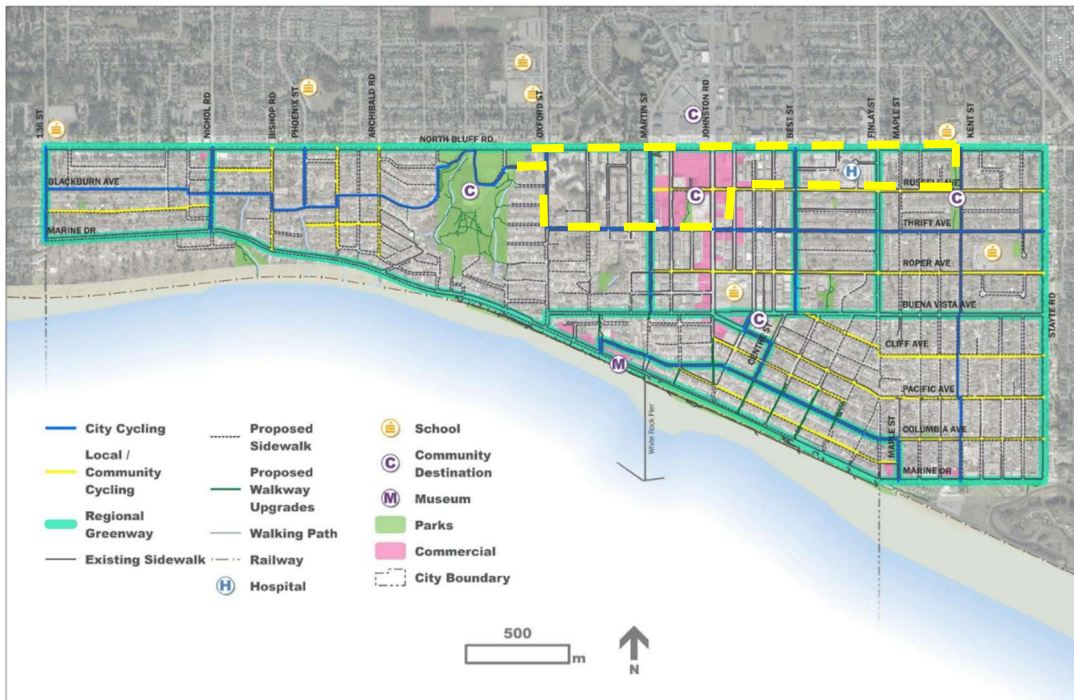 136 ST
NICHOL RD
BISHOP RD
PHOENIX ST
ARCHIBALD RD
NORTH BLUFF RD
OXFORD ST
MARTIN ST
JOHNSTON RD
BEST ST
FINLAY ST
MAPLE ST
KENT ST
C
BLACKBURN AVE
MARINE DR
C
C
H
RUSSELL AVE
C
THRIFT AVE
ROPER AVE
BUENA VISTA AVE
STAYTE RD
C
CENTRE ST
CLIFF AVE
M
PACIFIC AVE
White Rock Pier
COLUMBIA AVE
MAPLE ST
MARINE DR
City Cycling
Local /
Community
Cycling
Regional
Greenway
Existing Sidewalk
Proposed
Sidewalk
Proposed
Walkway
Upgrades
Walking Path
Railway
H Hospital
School
C Community
Destination
M Museum
Parks
Commercial
City Boundary
500
m
N